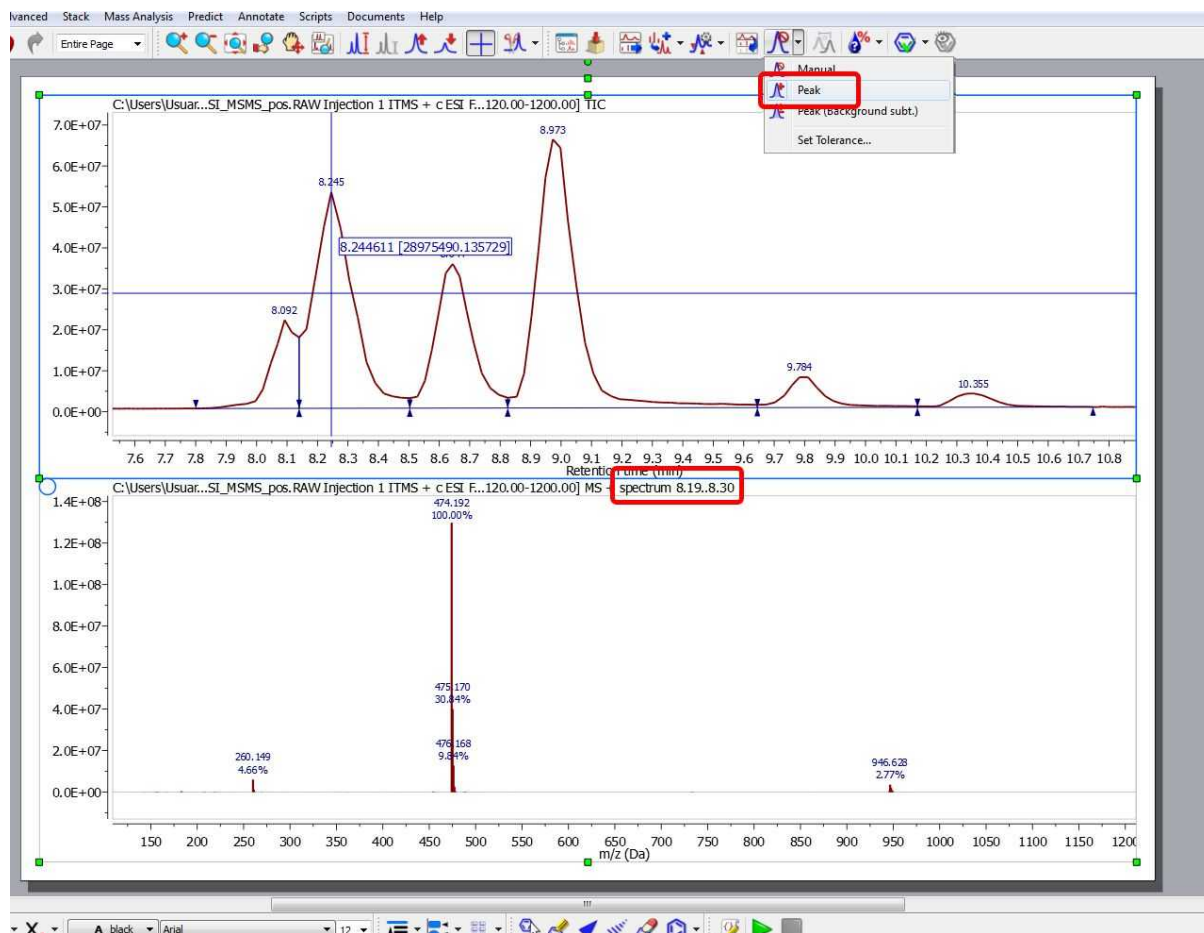 vanced Stack Mass Analysis Predict Annotate Scripts Documents Help
Entire Page
Manual
Peak
Peak (Background subt.)
Set Tolerance...
C:\Users\Usuar...SI_MSMS_pos.RAW Injection 1 ITMS + c ESI F...120.00-1200.00] TIC
7.0E+07
6.0E+07
5.0E+07
4.0E+07
3.0E+07
2.0E+07
1.0E+07
0.0E+00
8.973
8.245
8.244611 [28975490.135729]
8.092
9.784
10.355
7.6 7.7 7.9 8.0 8.1 8.2 8.3 8.4 8.5 8.6 8.7 8.8 8.9 9.0 9.1 9.2 9.3 9.4 9.5 9.6 9.7 9.8 9.9 10.0 10.1 10.2 10.3 10.4 10.5 10.6 10.7 10.8
Retention time (min)
C:\Users\Usuar...SI_MSMS_pos.RAW Injection 1 ITMS + c ESI F...120.00-1200.00] MS + spectrum 8.19..8.30
1.4E+08
1.2E+08
1.0E+08
8.0E+07
6.0E+07
4.0E+07
2.0E+07
0.0E+00
474.192
100.00%
475.170
30.84%
476.168
9.84%
260.149
4.66%
946.628
2.77%
150 200 250 300 350 400 450 500 550 600 650 700 750 800 850 900 950 1000 1050 1100 1150 1200
m/z (Da)
A black Arial 12